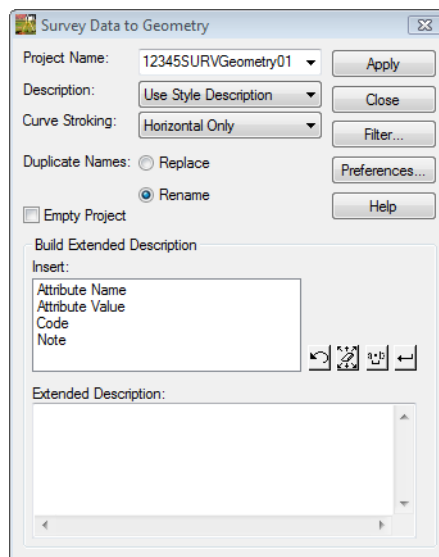 Survey Data to Geometry
Project Name: 12345SURVGeometry01 Apply
Description: Use Style Description Close
Curve Stroking: Horizontal Only Filter...
Duplicate Names: Replace Preferences...
Rename
Empty Project Help
Build Extended Description
Insert:
Attribute Name
Attribute Value
Code
Note
Extended Description: